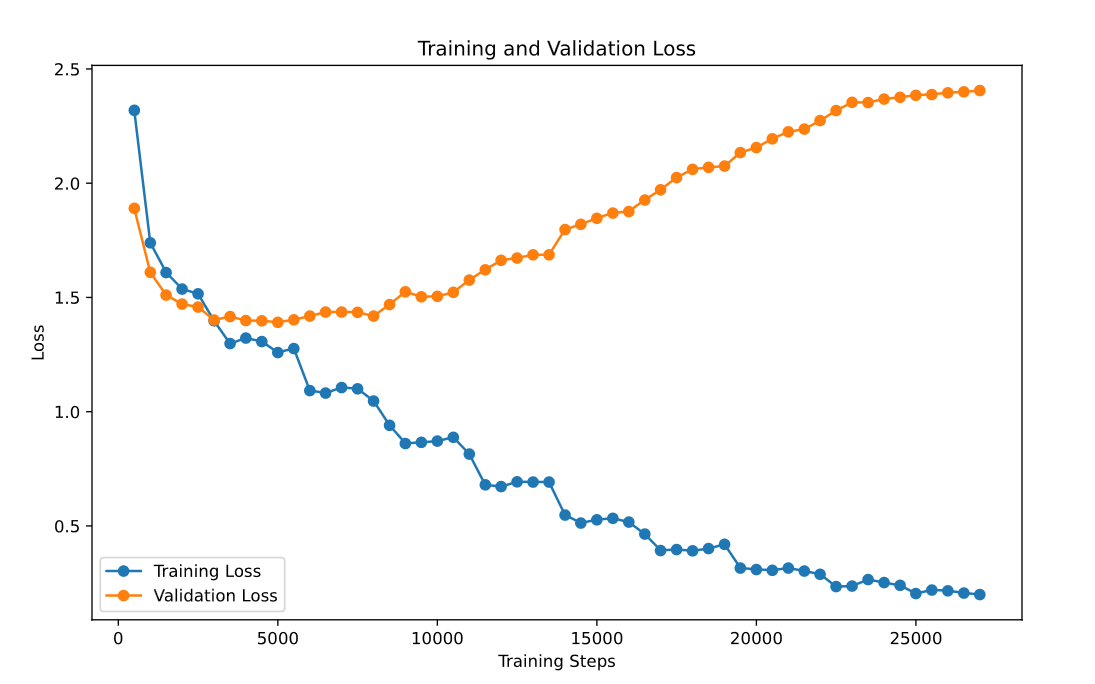 Training and Validation Loss
2.5
2.0
1.5
1.0
0.5
Loss
Training Loss
Validation Loss
0 5000 10000 15000 20000 25000
Training Steps